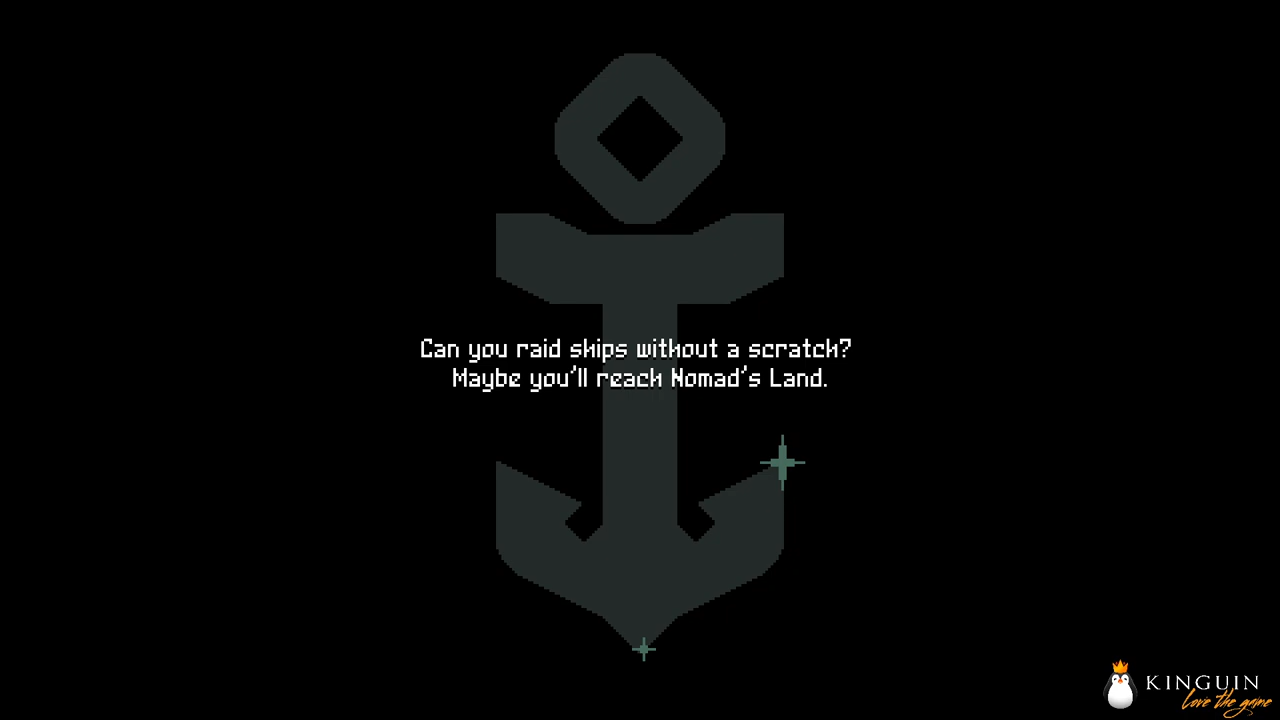 Can you raid ships without a scratch?
Maybe you'll reach Nomad's Land.
KINGUIN
love the game